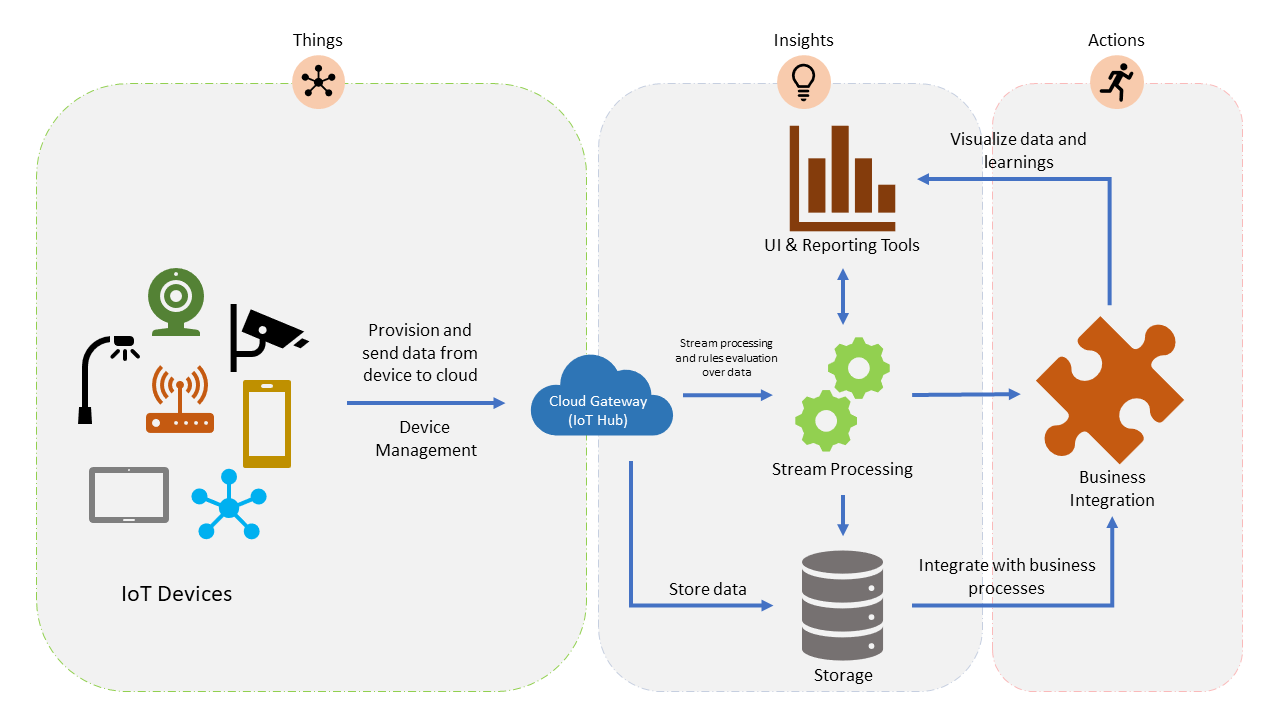 Things
Insights
Actions
Visualize data and
learnings
UI & Reporting Tools
Provision and
send data from
device to cloud
Device
Management
Cloud Gateway
(IoT Hub)
Stream processing
and rules evaluation
over data
Stream Processing
Business
Integration
IoT Devices
Store data
Integrate with business
processes
Storage